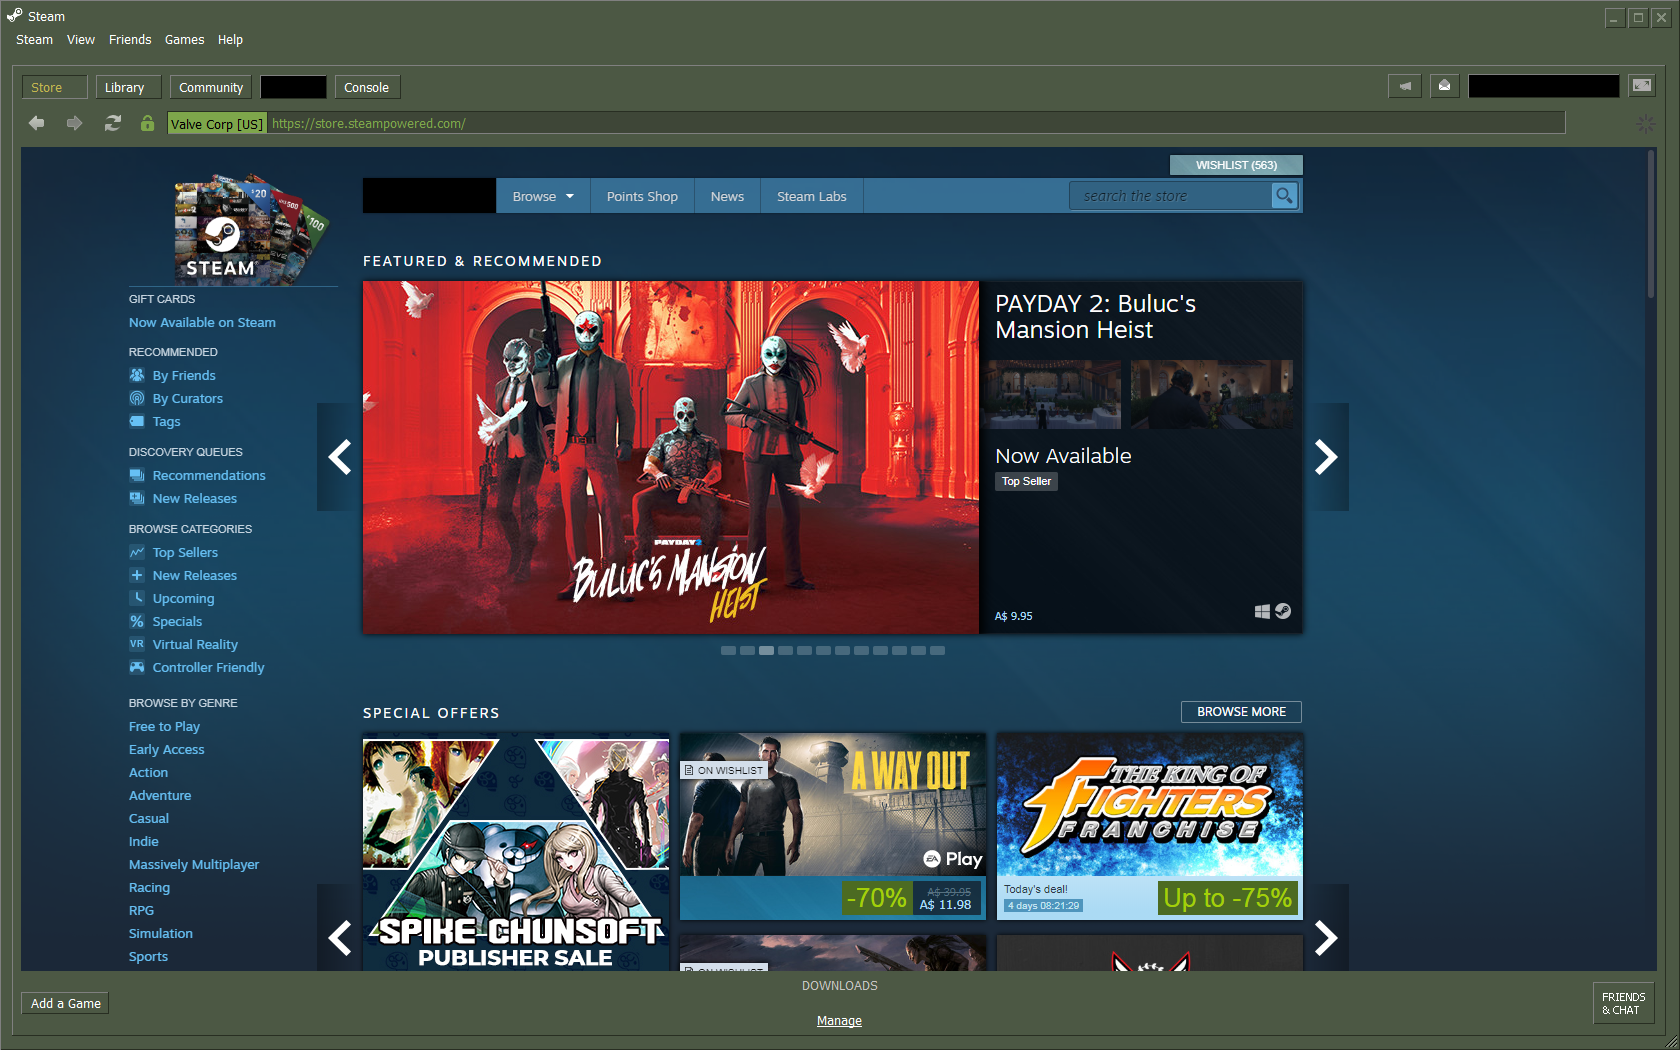 Steam
Steam View Friends Games Help
Store Library Community Console
Valve Corp [US] https://store.steampowered.com/
WISHLIST (563)
Browse Points Shop News Steam Labs search the store
$20
500
$100
STEAM
GIFT CARDS
Now Available on Steam
RECOMMENDED
By Friends
By Curators
Tags
DISCOVERY QUEUES
Recommendations
New Releases
BROWSE CATEGORIES
Top Sellers
New Releases
Upcoming
% Specials
VR Virtual Reality
Controller Friendly
BROWSE BY GENRE
Free to Play
Early Access
Action
Adventure
Casual
Indie
Massively Multiplayer
Racing
RPG
Simulation
Sports
FEATURED & RECOMMENDED
PAYDAY 2
BULUC'S MANSION
HEIST
PAYDAY 2: Buluc's
Mansion Heist
Now Available
Top Seller
A$ 9.95
SPECIAL OFFERS
BROWSE MORE
SPIKE CHUNSOFT
PUBLISHER SALE
ON WISHLIST
A WAY OUT
EA Play
-70% A$ 39.95
A$ 11.98
THE KING OF
FIGHTERS
FRANCHISE
Today's deal!
4 days 08:21:29
Up to -75%
ON WISHLIST
Add a Game
DOWNLOADS
Manage
FRIENDS
& CHAT